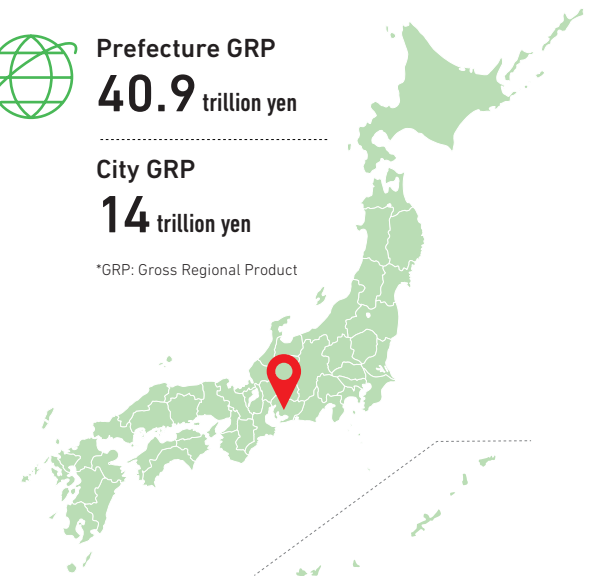 Prefecture GRP
40.9 trillion yen
City GRP
14 trillion yen
*GRP: Gross Regional Product